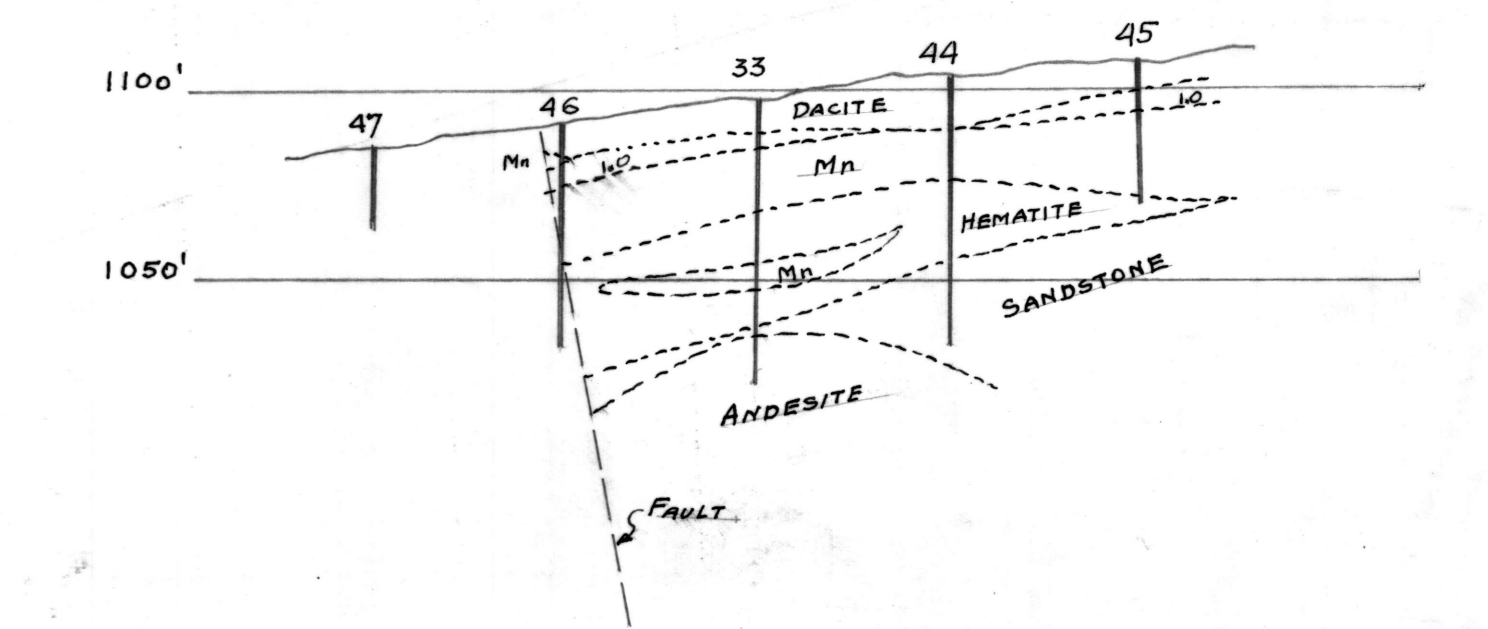 45
44
33
1100'
46
DACITE
1.0
47
Mn
1.0
Mn
HEMATITE
1050'
Mn
SANDSTONE
ANDESITE
FAULT